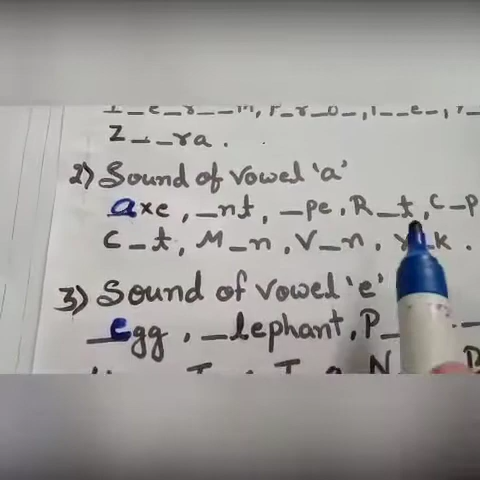 Z _ _ ra .
2) Sound of Vowel 'a'
axe , _nt , _pe , R_t , C_p
C_t , M_n , V_n , Y_k .
3) Sound of Vowel 'e'
_egg , _lephant , P_